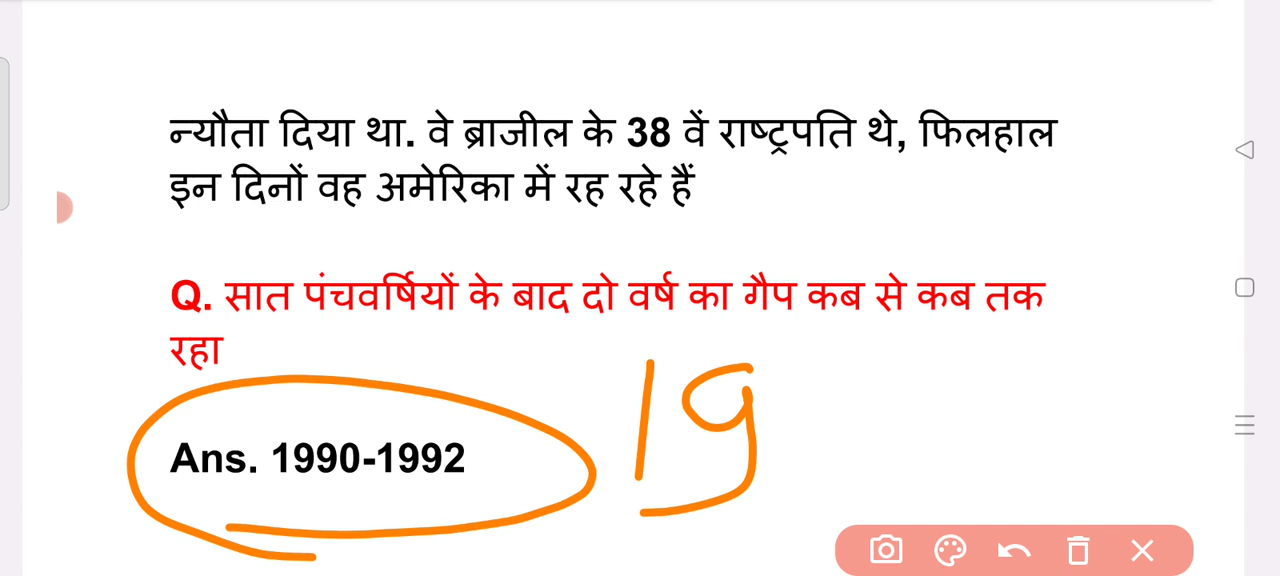 न्यौता दिया था. वे ब्राजील के 38 वें राष्ट्रपति थे, फिलहाल
इन दिनों वह अमेरिका में रह रहे हैं
Q. सात पंचवर्षियों के बाद दो वर्ष का गैप कब से कब तक
रहा
Ans. 1990-1992
19